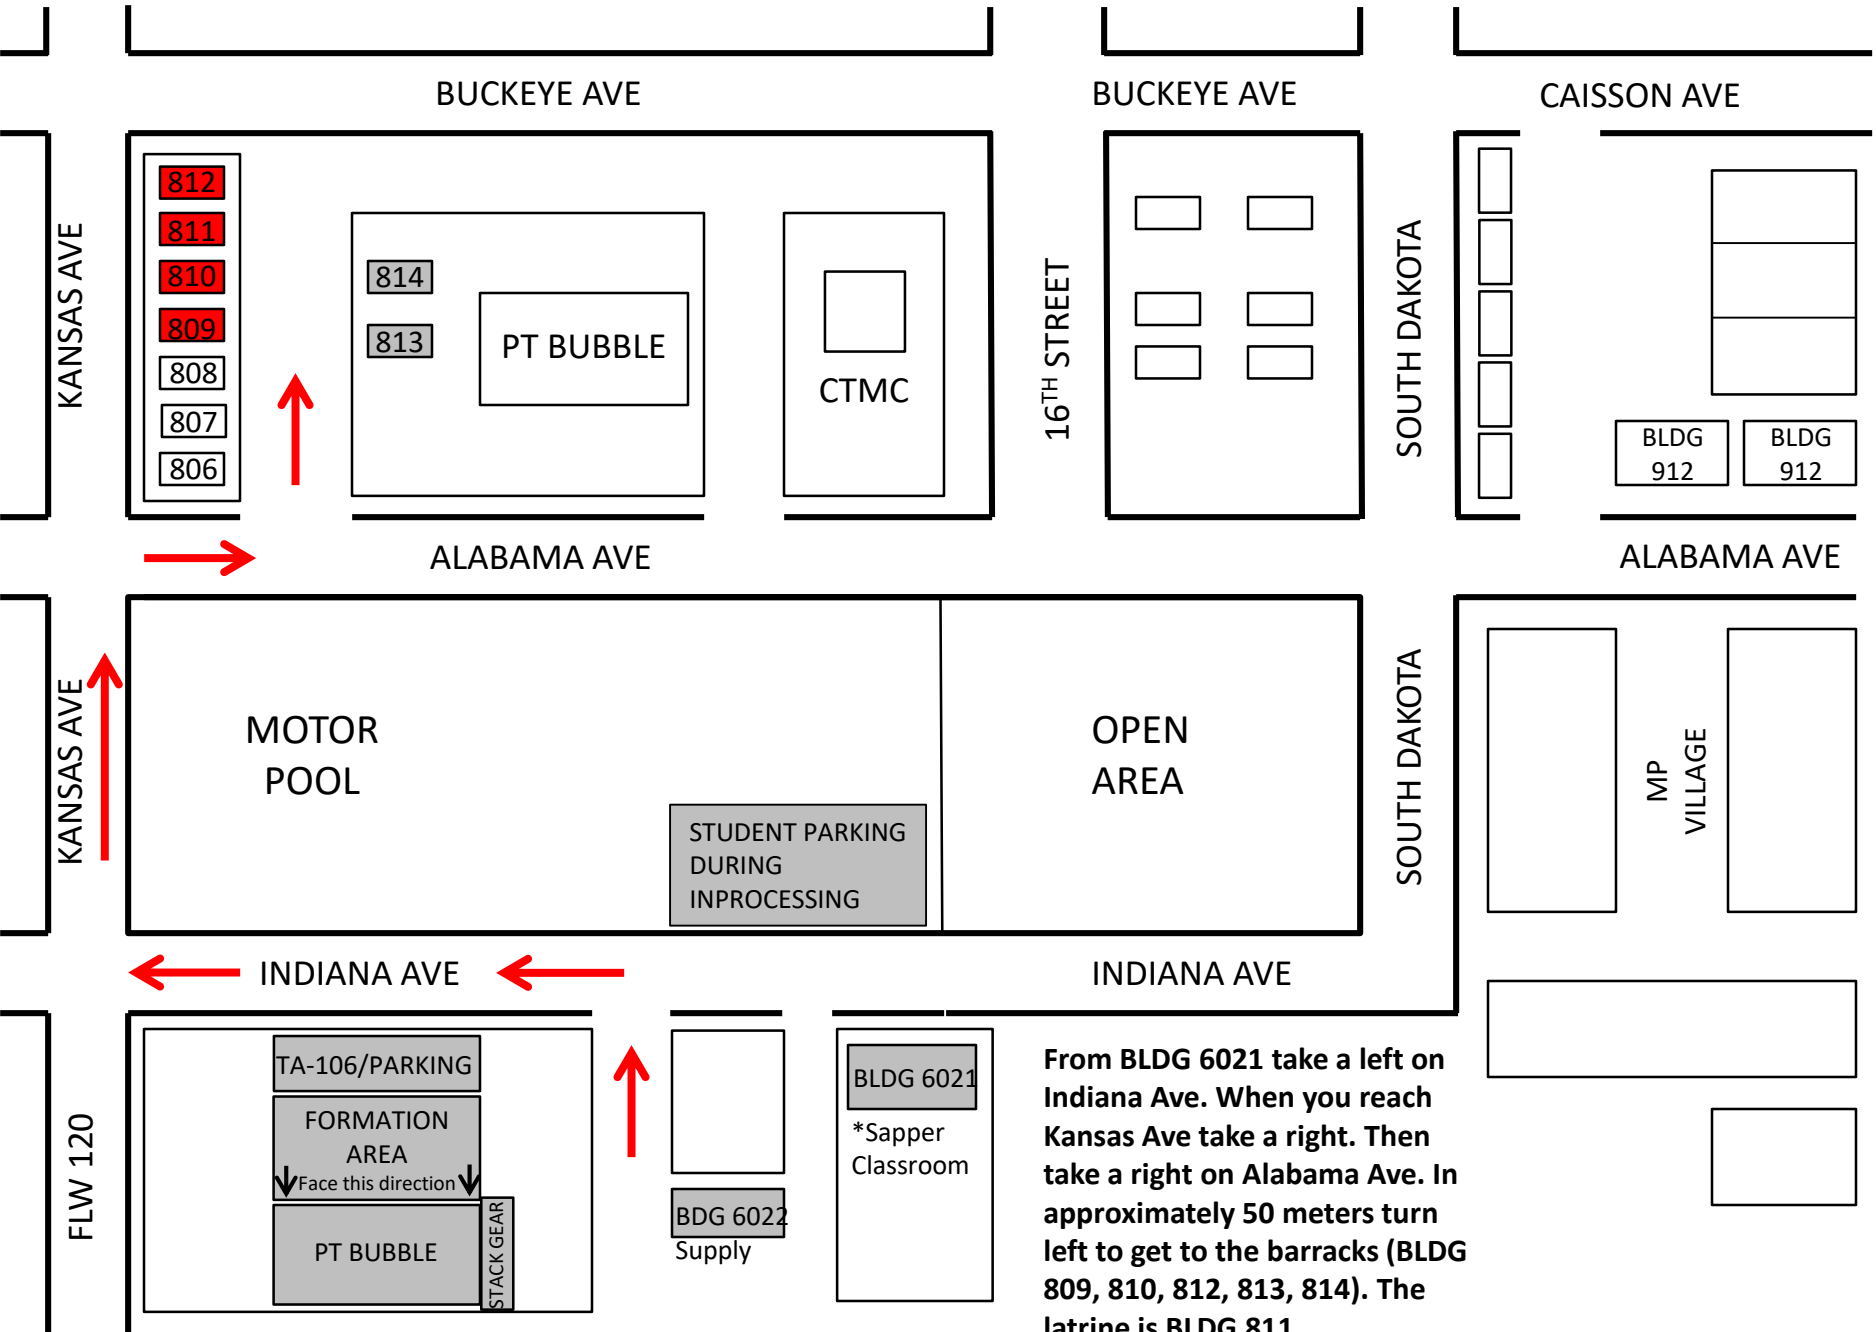 BUCKEYE AVE
BUCKEYE AVE
CAISSON AVE
KANSAS AVE
812
811
810
809
808
807
806
814
813
PT BUBBLE
CTMC
16TH STREET
SOUTH DAKOTA
BLDG
912
BLDG
912
ALABAMA AVE
ALABAMA AVE
KANSAS AVE
MOTOR
POOL
STUDENT PARKING
DURING
INPROCESSING
OPEN
AREA
SOUTH DAKOTA
MP
VILLAGE
INDIANA AVE
INDIANA AVE
FLW 120
TA-106/PARKING
FORMATION
AREA
Face this direction
PT BUBBLE
STACK GEAR
BDG 6022
Supply
BLDG 6021
*Sapper
Classroom
From BLDG 6021 take a left on
Indiana Ave. When you reach
Kansas Ave take a right. Then
take a right on Alabama Ave. In
approximately 50 meters turn
left to get to the barracks (BLDG
809, 810, 812, 813, 814). The
latrine is BLDG 811